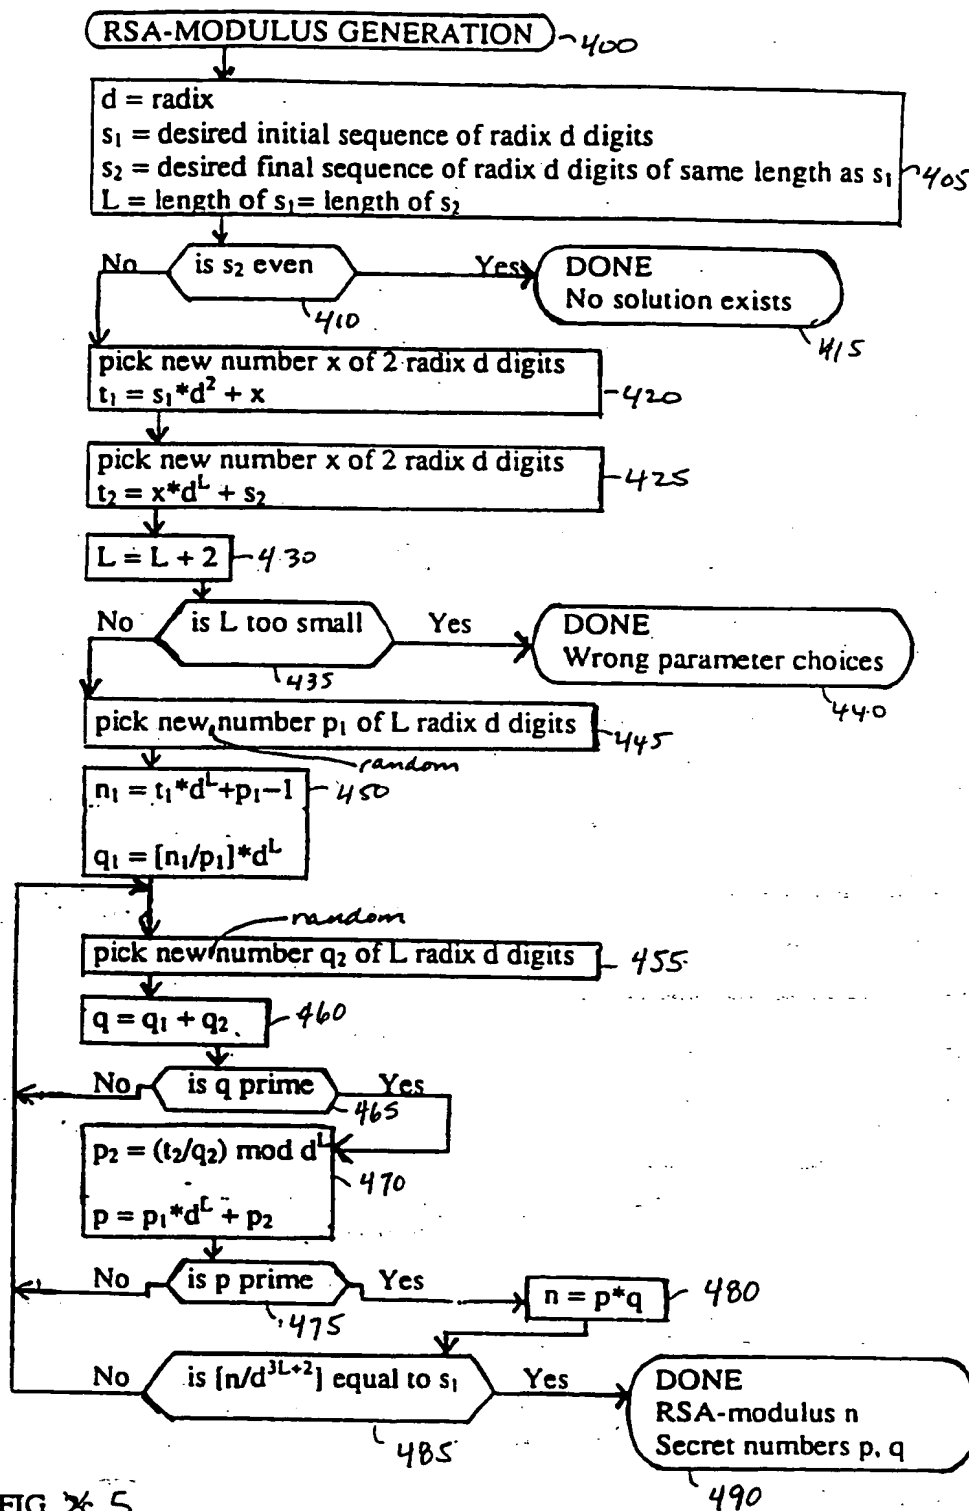 RSA-MODULUS GENERATION 400
d = radix
s₁ = desired initial sequence of radix d digits
s₂ = desired final sequence of radix d digits of same length as s₁ 405
L = length of s₁= length of s₂
No is s₂ even Yes
410
DONE
No solution exists
415
pick new number x of 2 radix d digits
t₁ = s₁*d² + x 420
pick new number x of 2 radix d digits
t₂ = x*dᴸ + s₂ 425
L = L + 2 430
No is L too small Yes
435
DONE
Wrong parameter choices
440
pick new number p₁ of L radix d digits 445
random
n₁ = t₁*dᴸ+p₁−1 450
q₁ = [n₁/p₁]*dᴸ
random
pick new number q₂ of L radix d digits 455
q = q₁ + q₂ 460
No is q prime Yes
465
p₂ = (t₂/q₂) mod dᴸ
470
p = p₁*dᴸ + p₂
No is p prime Yes
475
n = p*q 480
No is [n/d³ᴸ⁺²] equal to s₁ Yes
485
DONE
RSA-modulus n
Secret numbers p, q
490
FIG. 5